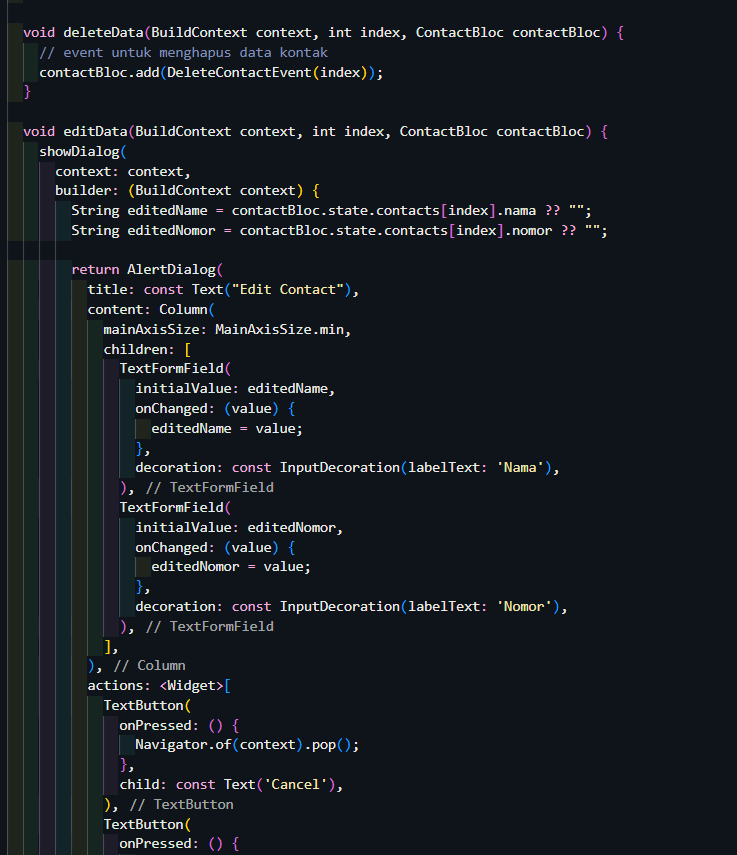 void deleteData(BuildContext context, int index, ContactBloc contactBloc) {
// event untuk menghapus data kontak
contactBloc.add(DeleteContactEvent(index));
}
void editData(BuildContext context, int index, ContactBloc contactBloc) {
showDialog(
context: context,
builder: (BuildContext context) {
String editedName = contactBloc.state.contacts[index].nama ?? "";
String editedNomor = contactBloc.state.contacts[index].nomor ?? "";
return AlertDialog(
title: const Text("Edit Contact"),
content: Column(
mainAxisSize: MainAxisSize.min,
children: [
TextFormField(
initialValue: editedName,
onChanged: (value) {
editedName = value;
},
decoration: const InputDecoration(labelText: 'Nama'),
), // TextFormField
TextFormField(
initialValue: editedNomor,
onChanged: (value) {
editedNomor = value;
},
decoration: const InputDecoration(labelText: 'Nomor'),
), // TextFormField
],
), // Column
actions: <Widget>[
TextButton(
onPressed: () {
Navigator.of(context).pop();
},
child: const Text('Cancel'),
), // TextButton
TextButton(
onPressed: () {